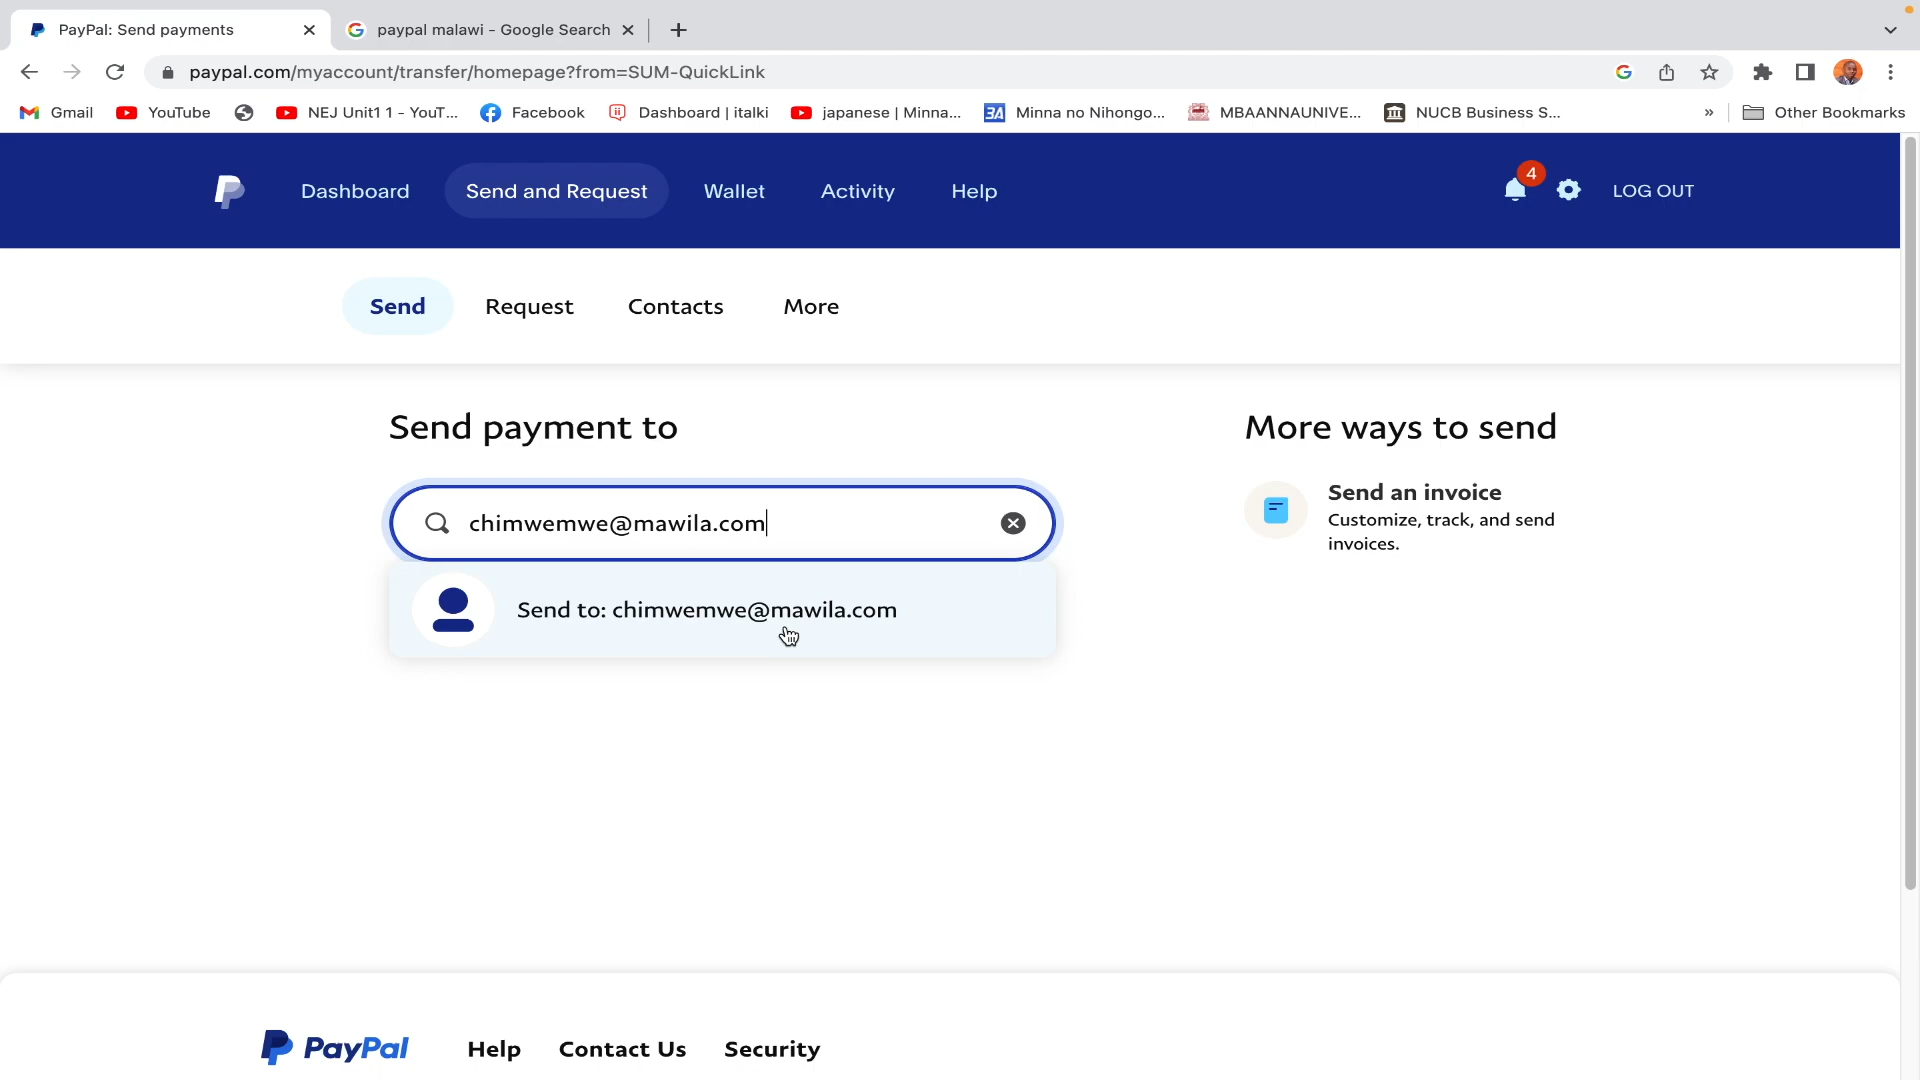 PayPal: Send payments
paypal malawi - Google Search
paypal.com/myaccount/transfer/homepage?from=SUM-QuickLink
Gmail YouTube NEJ Unit1 1 - YouT... Facebook Dashboard | italki japanese | Minna... Minna no Nihongo... MBAANNAUNIVE... NUCB Business S... » Other Bookmarks
Dashboard Send and Request Wallet Activity Help 4 LOG OUT
Send Request Contacts More
Send payment to
chimwemwe@mawila.com
Send to: chimwemwe@mawila.com
More ways to send
Send an invoice
Customize, track, and send
invoices.
PayPal Help Contact Us Security